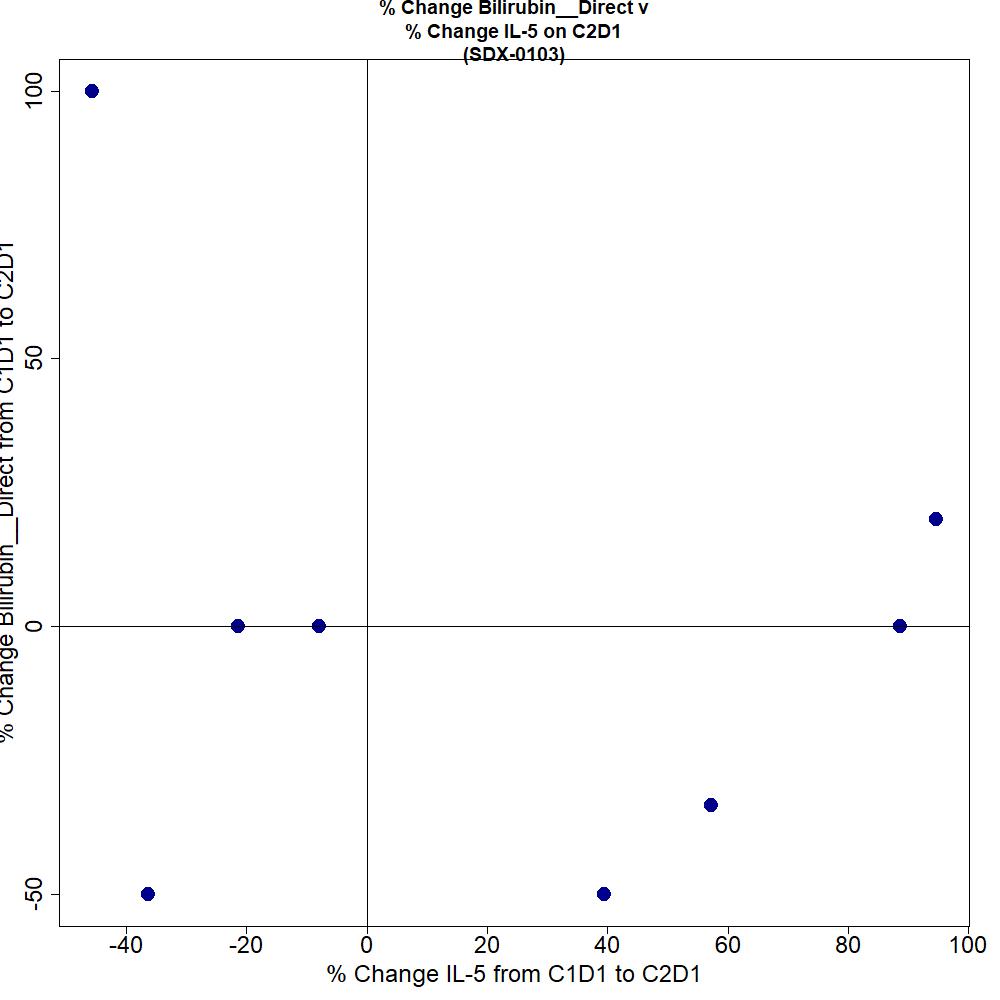 % Change Bilirubin__Direct v
% Change IL-5 on C2D1
(SDX-0103)
% Change Bilirubin__Direct from C1D1 to C2D1
100
50
0
-50
-40
-20
0
20
40
60
80
100
% Change IL-5 from C1D1 to C2D1